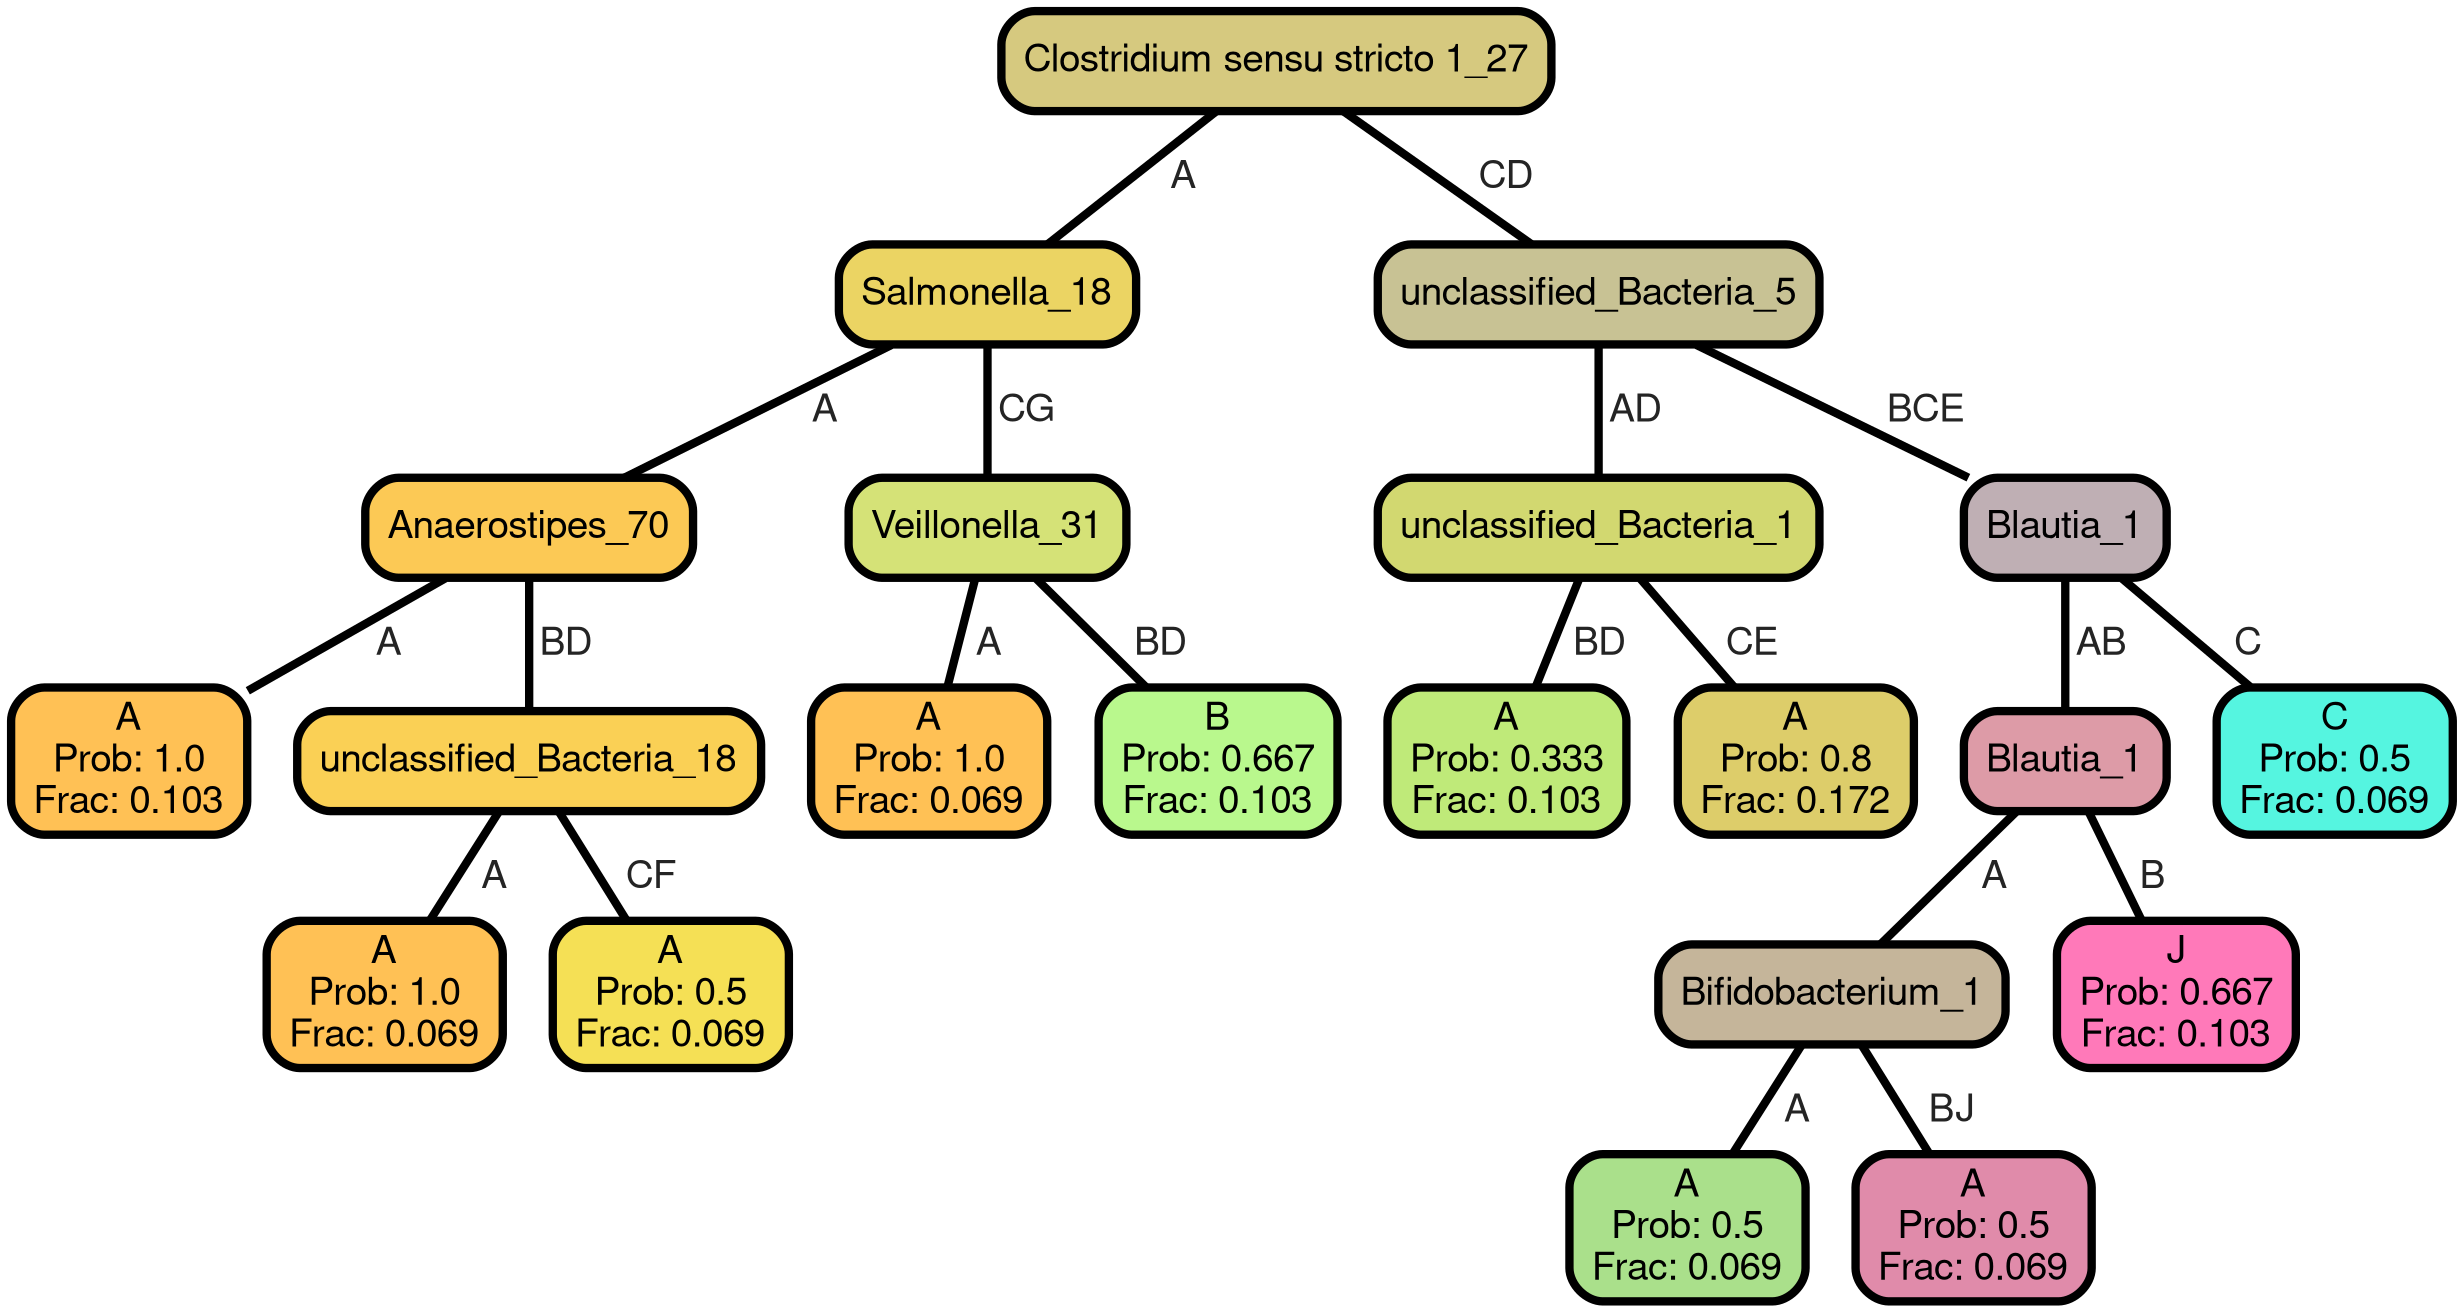 Clostridium sensu stricto 1_27
A
CD
Salmonella_18
unclassified_Bacteria_5
A
CG
AD
BCE
Anaerostipes_70
Veillonella_31
unclassified_Bacteria_1
Blautia_1
A
BD
A
BD
BD
CE
AB
C
A
Prob: 1.0
Frac: 0.103
unclassified_Bacteria_18
A
Prob: 1.0
Frac: 0.069
B
Prob: 0.667
Frac: 0.103
A
Prob: 0.333
Frac: 0.103
A
Prob: 0.8
Frac: 0.172
Blautia_1
C
Prob: 0.5
Frac: 0.069
A
CF
A
B
A
Prob: 1.0
Frac: 0.069
A
Prob: 0.5
Frac: 0.069
Bifidobacterium_1
J
Prob: 0.667
Frac: 0.103
A
BJ
A
Prob: 0.5
Frac: 0.069
A
Prob: 0.5
Frac: 0.069